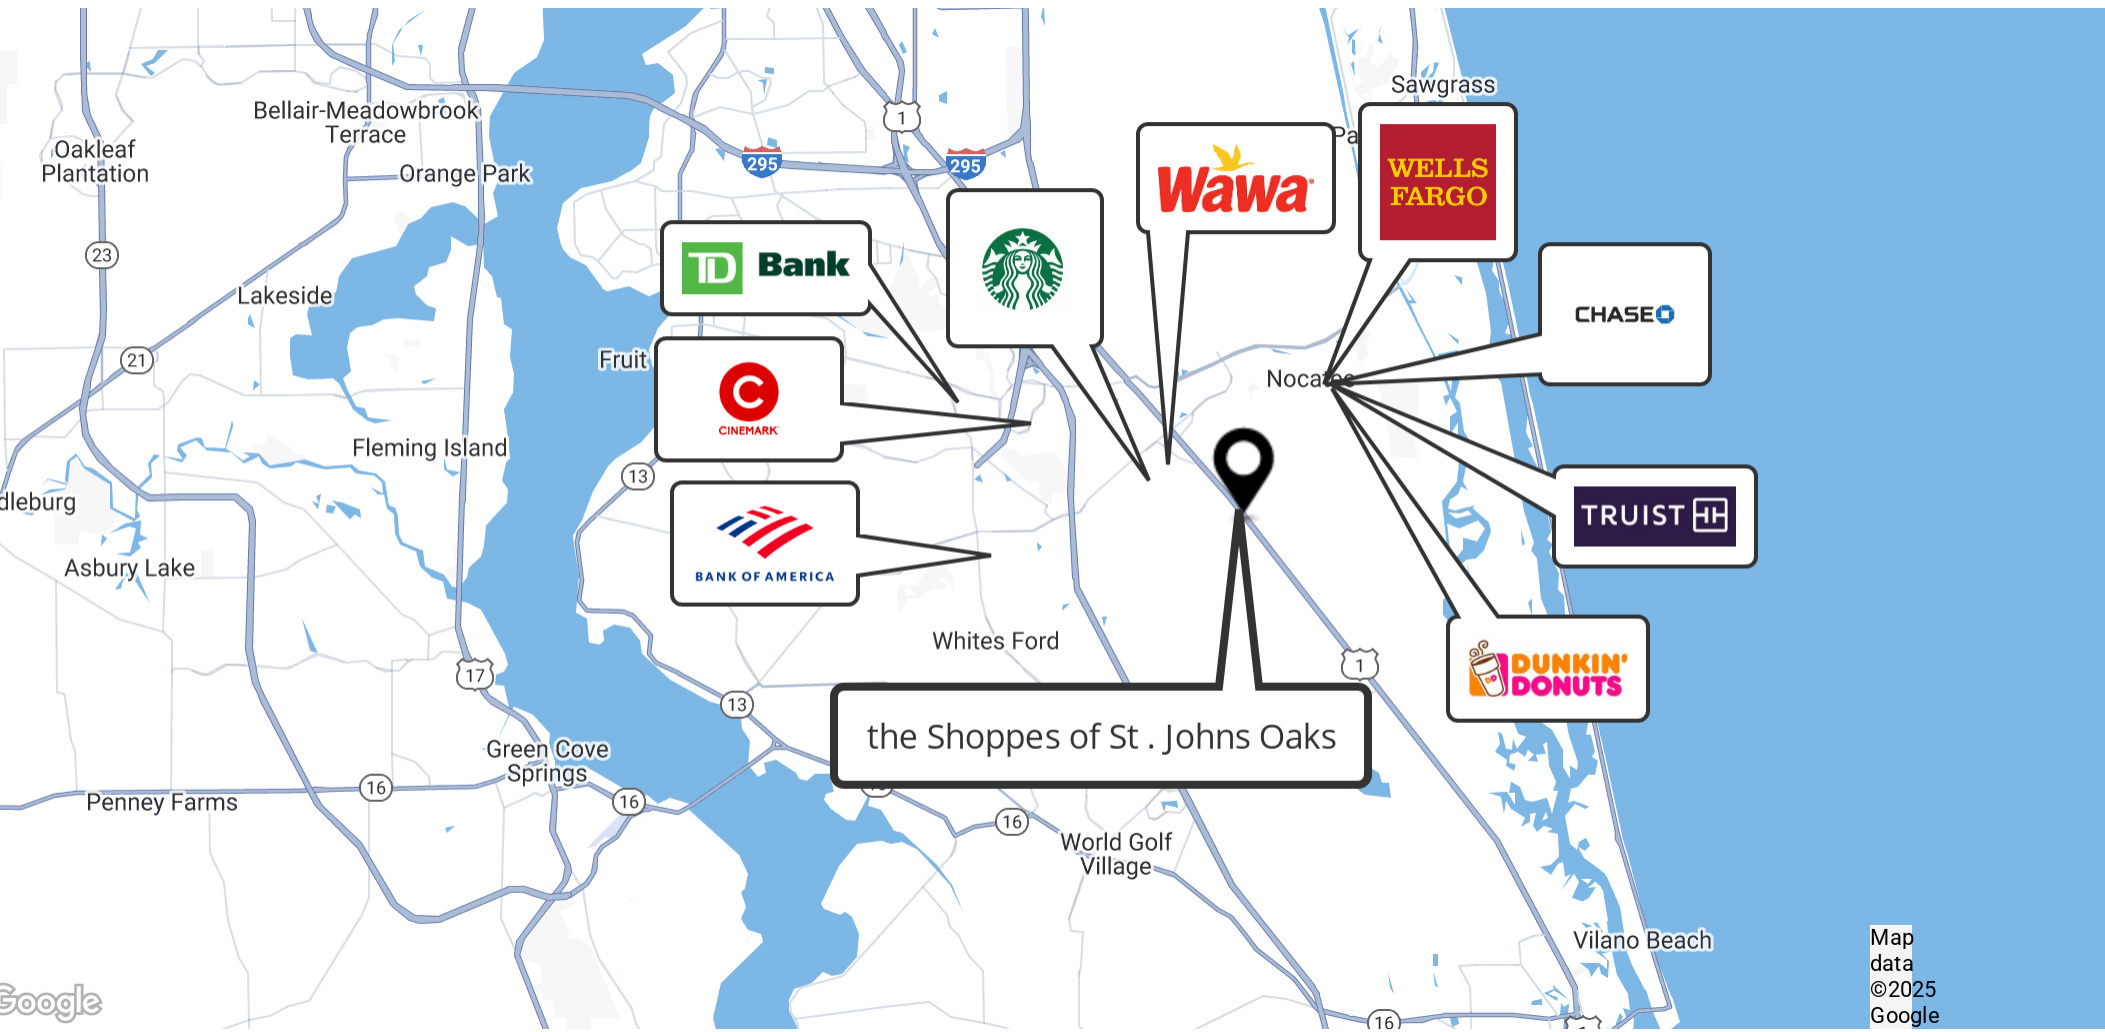 Sawgrass
Bellair-Meadowbrook
Terrace
1
Oakleaf
Plantation
Orange Park
295
295
Pa
Wawa
WELLS
FARGO
23
TD Bank
Lakeside
CHASE
21
Fruit
Nocatee
C
CINEMARK
Fleming Island
13
dleburg
TRUIST
Asbury Lake
BANK OF AMERICA
Whites Ford
1
17
DUNKIN'
DONUTS
DD
13
the Shoppes of St . Johns Oaks
Green Cove
Springs
16
16
Penney Farms
16
World Golf
Village
Vilano Beach
Map
data
©2025
Google
Google
16